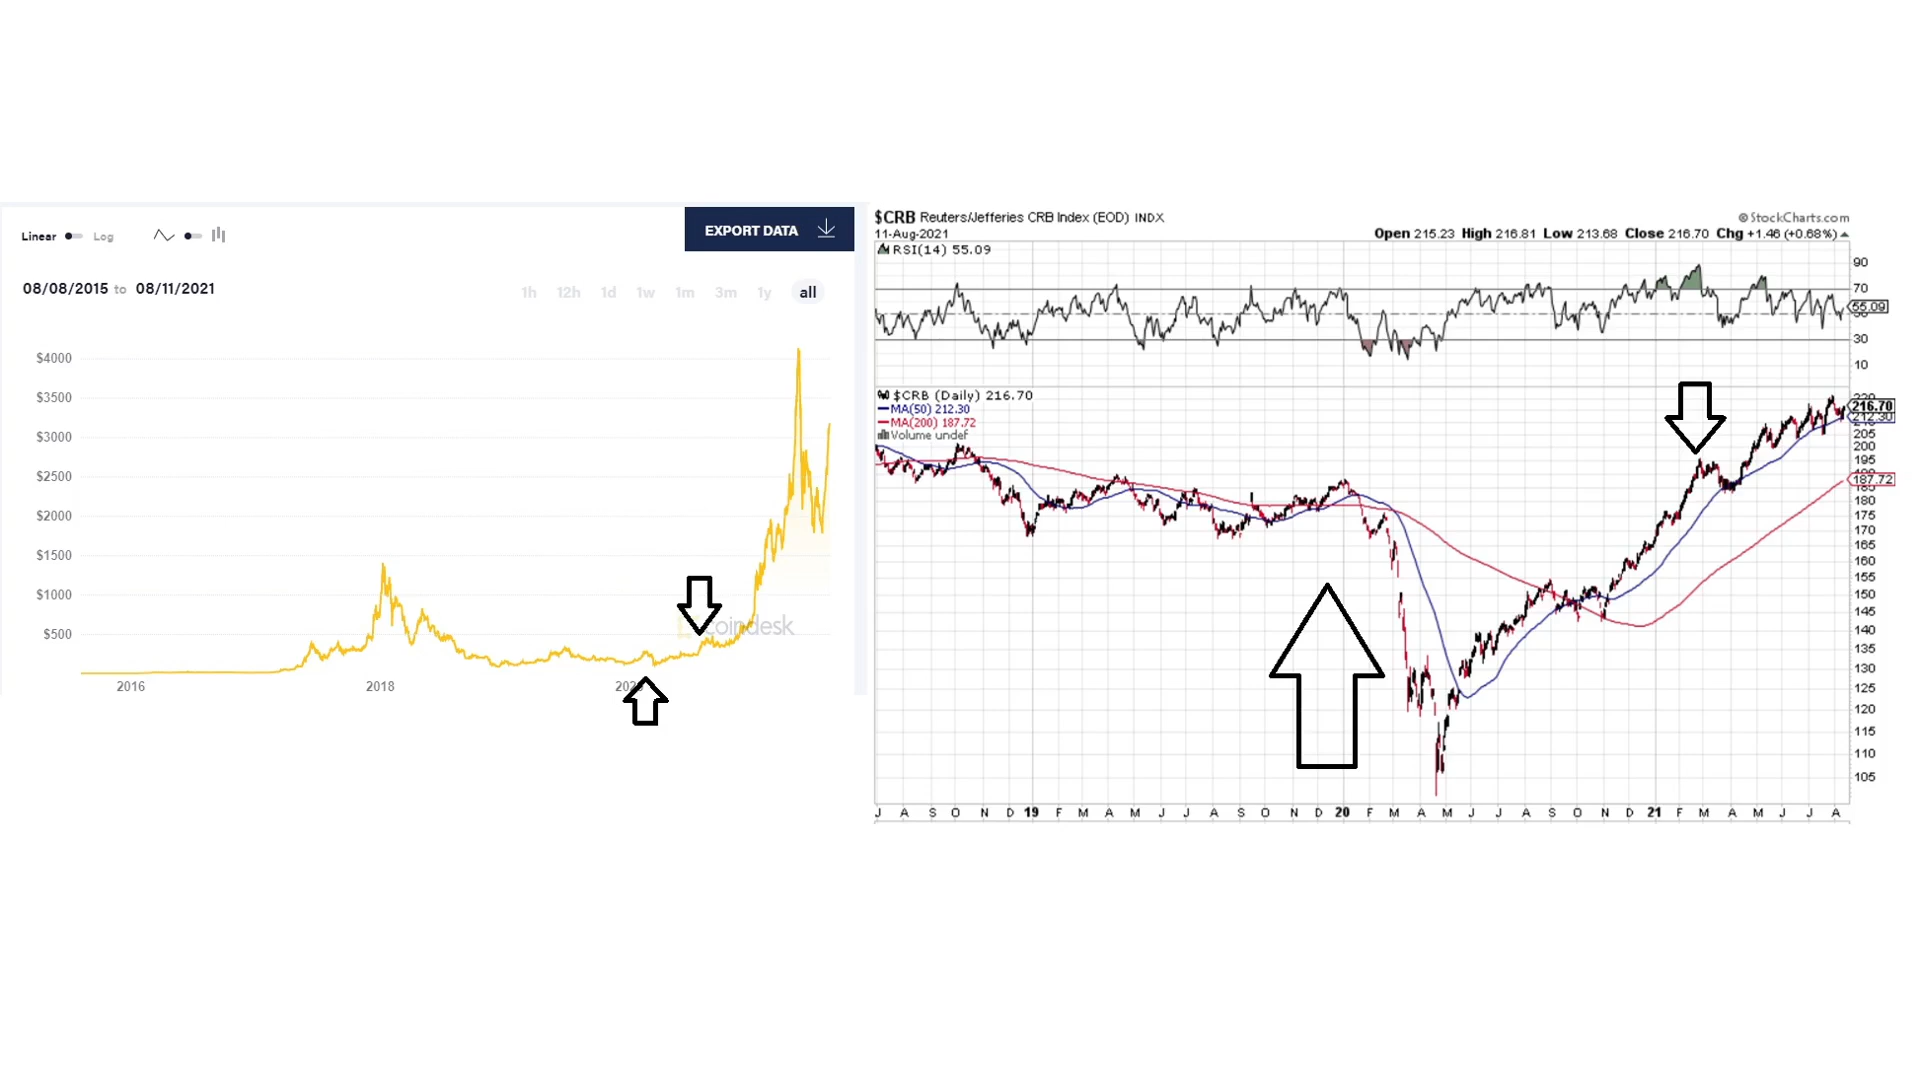 Linear Log
EXPORT DATA
08/08/2015 to 08/11/2021
1h 12h 1d 1w 1m 3m 1y all
$4000
$3500
$3000
$2500
$2000
$1500
$1000
$500
coindesk
2016 2018
$CRB Reuters/Jefferies CRB Index (EOD) INDX
© StockCharts.com
11-Aug-2021
Open 215.23 High 216.81 Low 213.68 Close 216.70 Chg +1.46 (+0.68%)
RSI(14) 55.09
90
70
55.09
30
10
$CRB (Daily) 216.70
MA(50) 212.30
MA(200) 187.72
Volume undef
216.70
212.30
205
200
195
187.72
180
175
170
165
160
155
150
145
140
135
130
125
120
115
110
105
J A S O N D 19 F M A M J J A S O N D 20 F M A M J J A S O N D 21 F M A M J J A